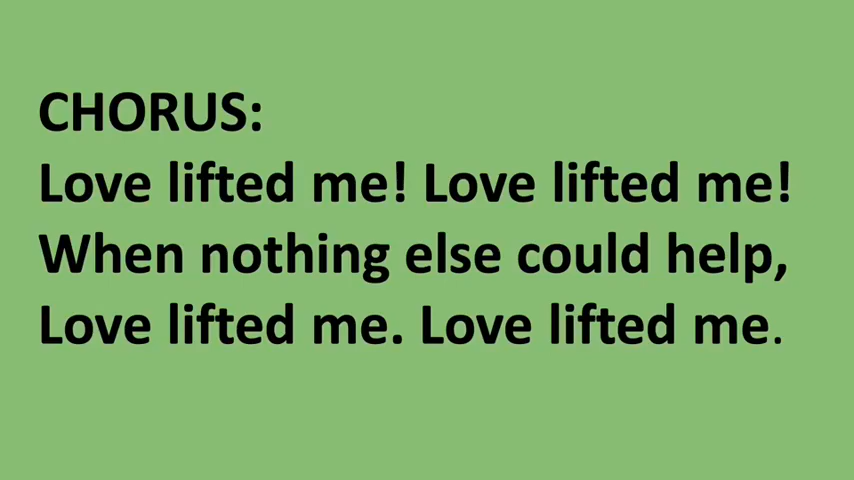 CHORUS:
Love lifted me! Love lifted me!
When nothing else could help,
Love lifted me. Love lifted me.